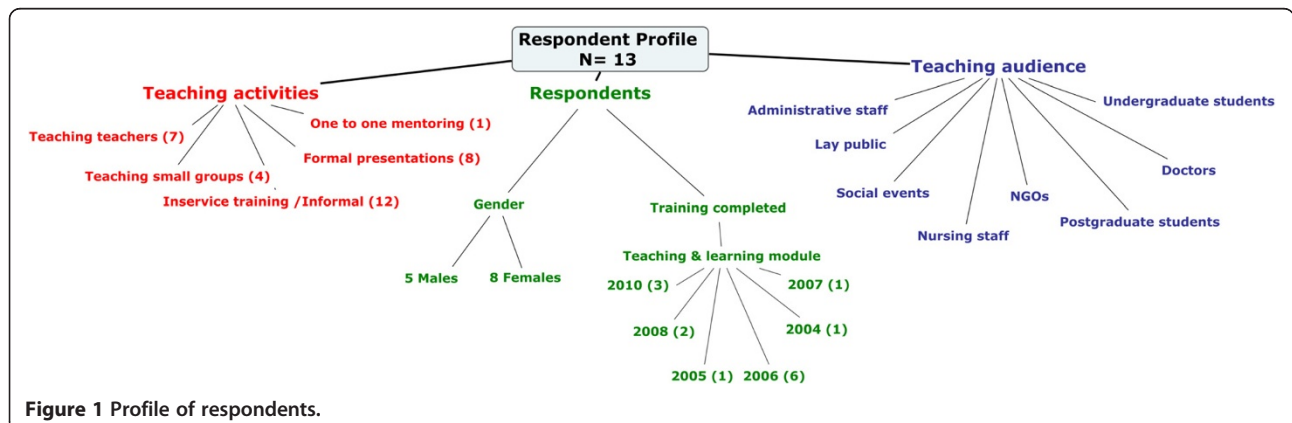 Respondent Profile
N= 13
Teaching activities
One to one mentoring (1)
Teaching teachers (7)
Formal presentations (8)
Teaching small groups (4)
Inservice training /Informal (12)
Respondents
Gender
5 Males
8 Females
Training completed
Teaching & learning module
2010 (3)
2007 (1)
2008 (2)
2004 (1)
2005 (1)
2006 (6)
Teaching audience
Administrative staff
Undergraduate students
Lay public
Doctors
Social events
NGOs
Postgraduate students
Nursing staff
Figure 1 Profile of respondents.